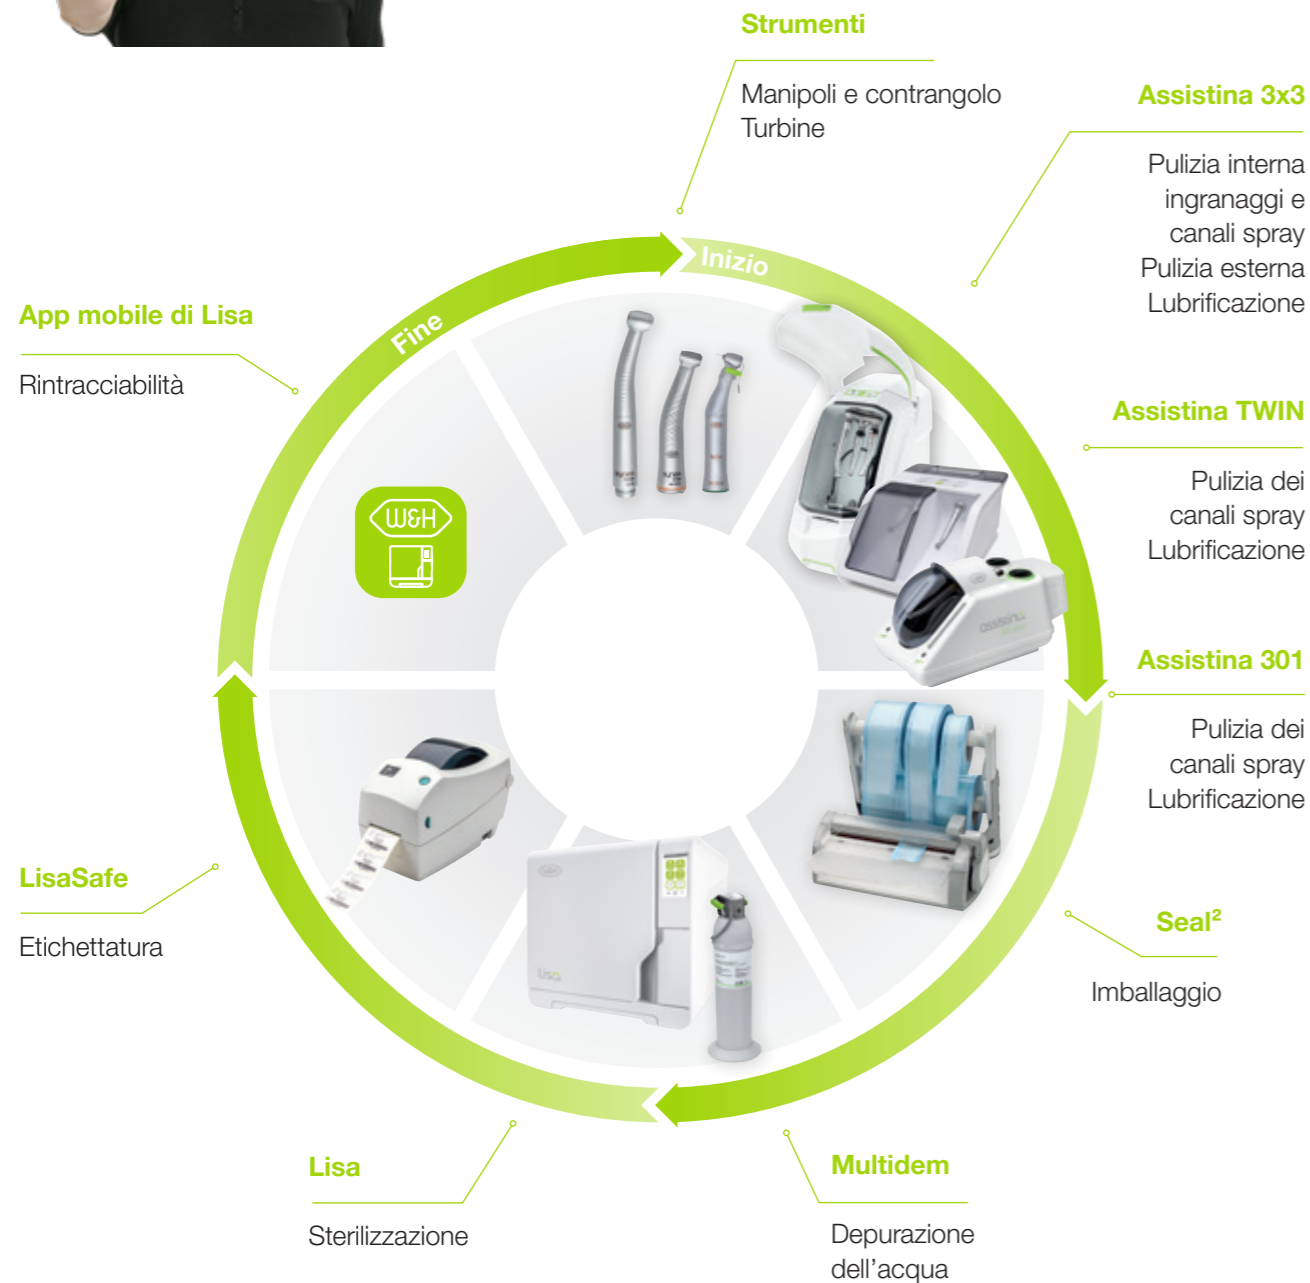 Strumenti
Manipoli e contrangolo
Turbine
Assistina 3x3
Pulizia interna
ingranaggi e
canali spray
Pulizia esterna
Lubrificazione
Inizio
Fine
App mobile di Lisa
Rintracciabilità
W&H
Assistina TWIN
Pulizia dei
canali spray
Lubrificazione
assistina
Assistina 301
Pulizia dei
canali spray
Lubrificazione
LisaSafe
Etichettatura
Lisa
Seal²
Imballaggio
Lisa
Sterilizzazione
Multidem
Depurazione
dell'acqua